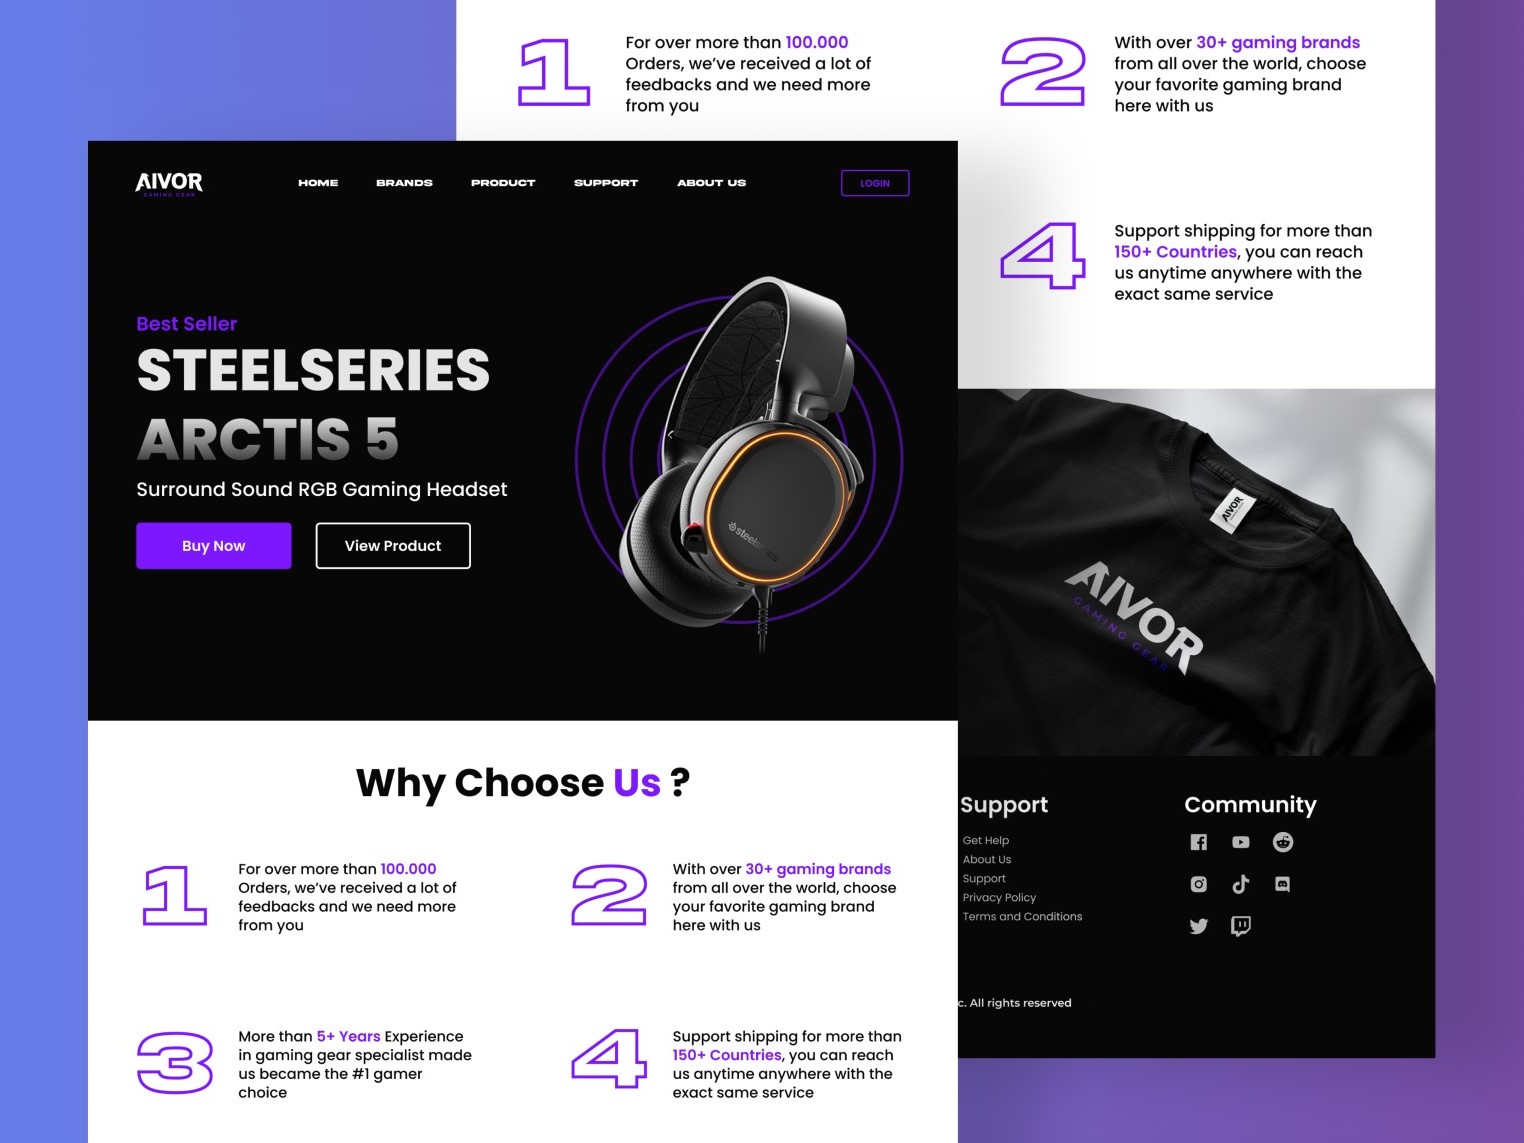 1
For over more than 100.000
Orders, we've received a lot of
feedbacks and we need more
from you
2
With over 30+ gaming brands
from all over the world, choose
your favorite gaming brand
here with us
4
Support shipping for more than
150+ Countries, you can reach
us anytime anywhere with the
exact same service
AIVOR
GAMING GEAR
HOME BRANDS PRODUCT SUPPORT ABOUT US LOGIN
Best Seller
STEELSERIES
ARCTIS 5
Surround Sound RGB Gaming Headset
Buy Now View Product
AIVOR
AIVOR
GAMING GEAR
Why Choose Us ?
1
For over more than 100.000
Orders, we've received a lot of
feedbacks and we need more
from you
2
With over 30+ gaming brands
from all over the world, choose
your favorite gaming brand
here with us
3
More than 5+ Years Experience
in gaming gear specialist made
us became the #1 gamer
choice
4
Support shipping for more than
150+ Countries, you can reach
us anytime anywhere with the
exact same service
Support
Get Help
About Us
Support
Privacy Policy
Terms and Conditions
Community
c. All rights reserved